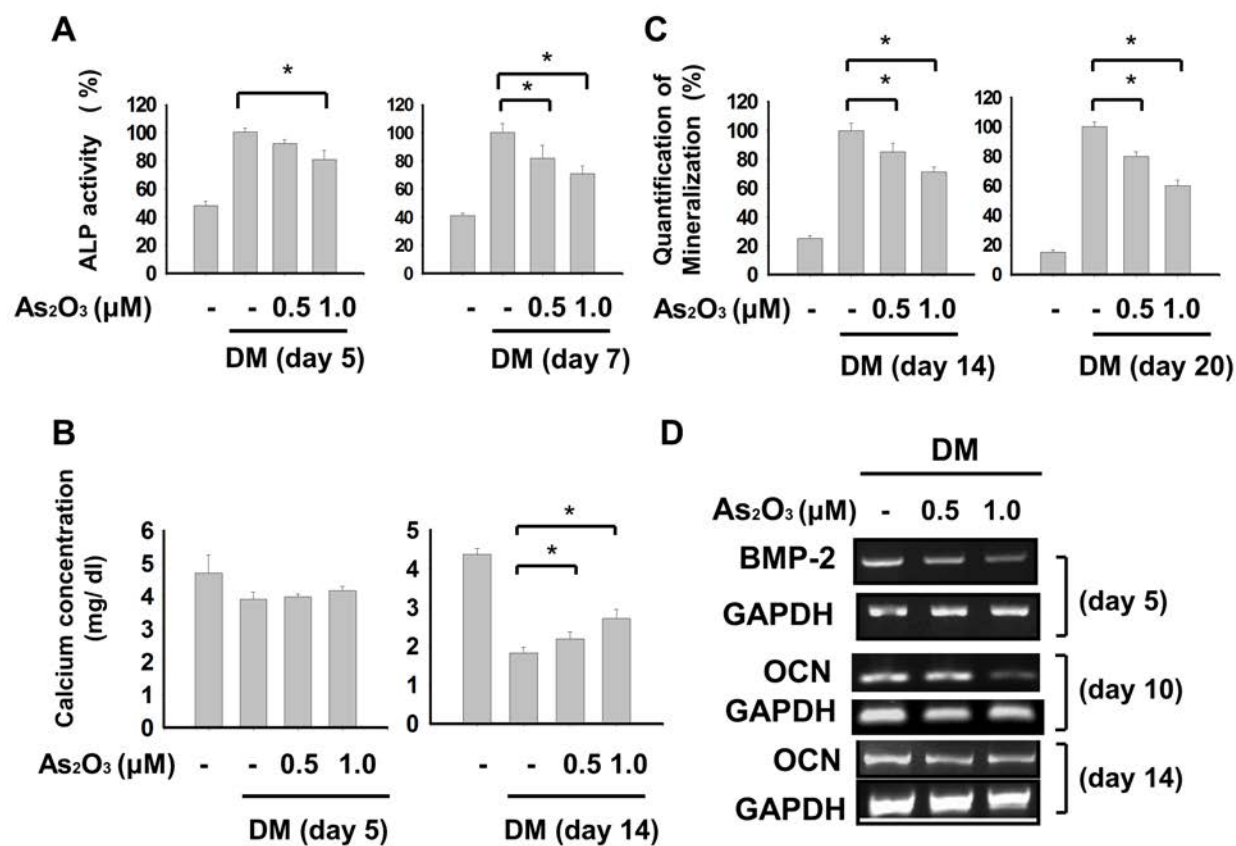 A
ALP activity ( %)
120
100
80
60
40
20
0
120
100
80
60
40
20
0
*
*
*
As₂O₃ (μM)
- - 0.5 1.0
- - 0.5 1.0
DM (day 5)
DM (day 7)
C
Quantification of
Mineralization (%)
120
100
80
60
40
20
0
120
100
80
60
40
20
0
*
*
*
*
- - 0.5 1.0
- - 0.5 1.0
DM (day 14)
DM (day 20)
B
Calcium concentration
(mg/ dl)
6
5
4
3
2
1
0
5
4
3
2
1
0
*
*
As₂O₃ (μM)
- - 0.5 1.0
- - 0.5 1.0
DM (day 5)
DM (day 14)
D
DM
As₂O₃ (μM) - 0.5 1.0
BMP-2
GAPDH
(day 5)
OCN
GAPDH
(day 10)
OCN
GAPDH
(day 14)